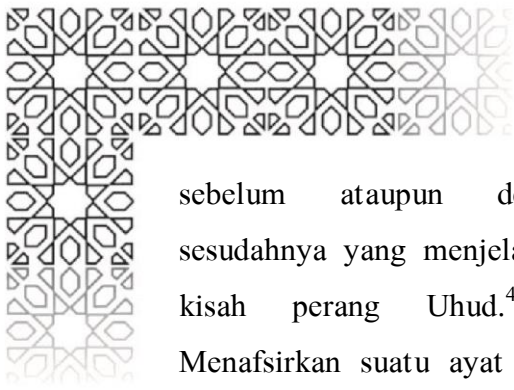 sebelum ataupun
sesudahnya yang
kisah perang Uhud.⁴
Menafsirkan suatu ayat